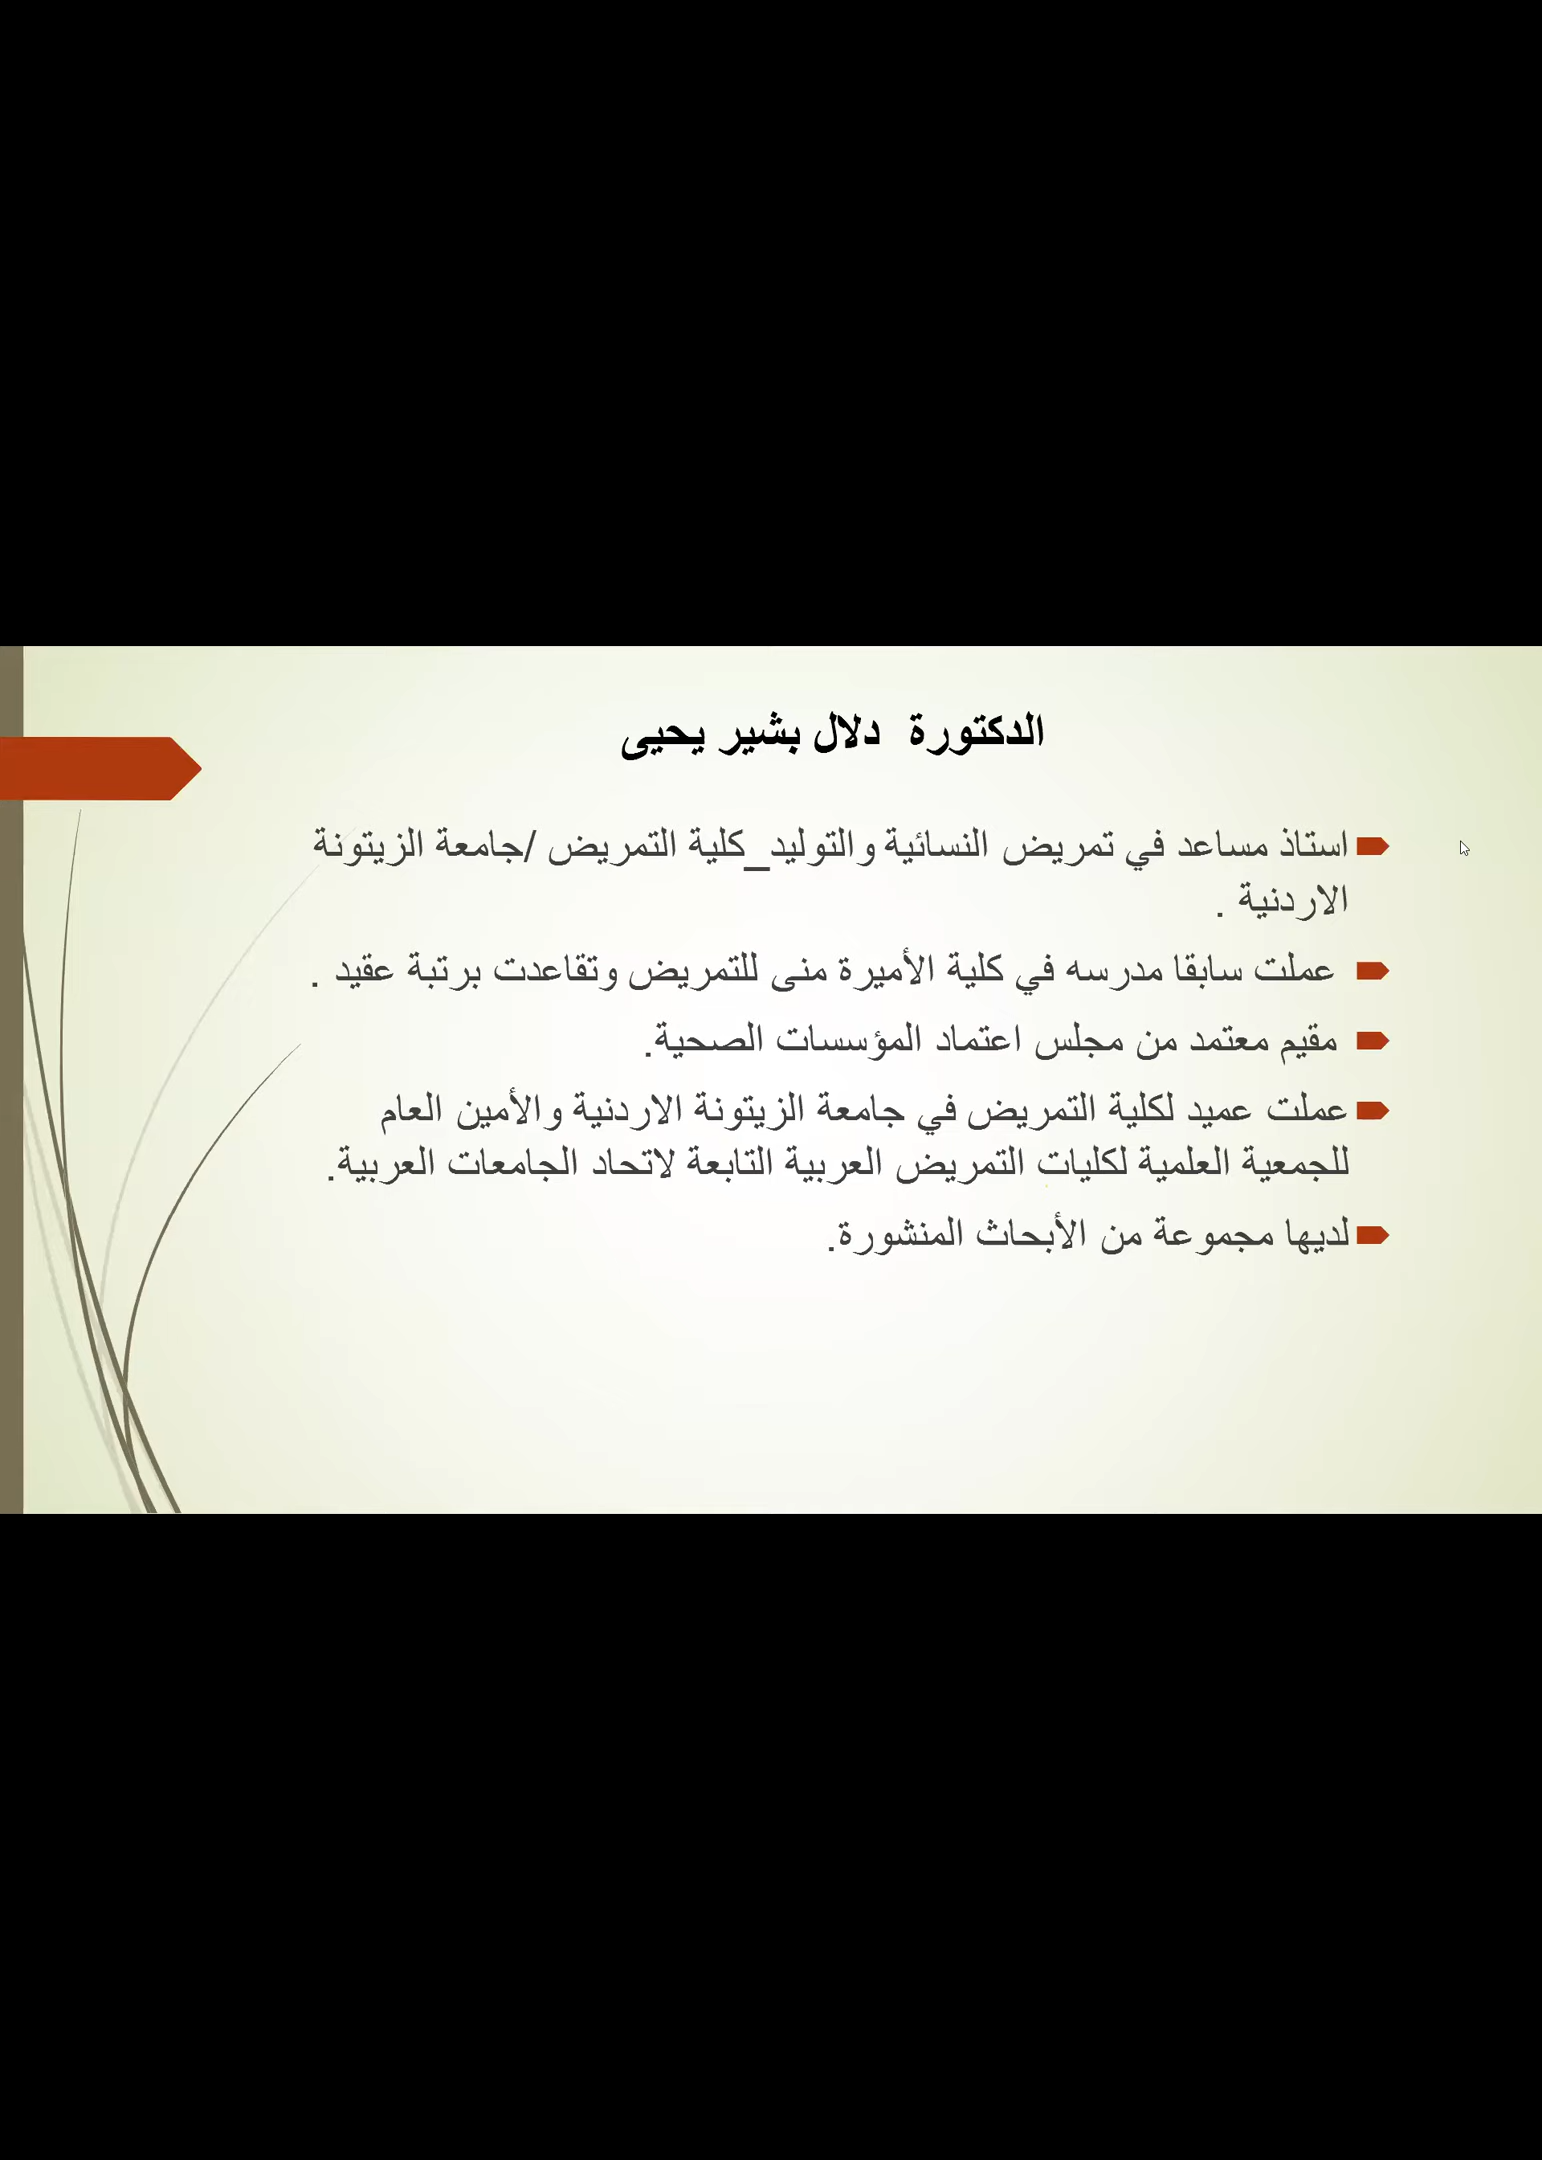 الدكتورة دلال بشير يحيى
استاذ مساعد في تمريض النسائية والتوليد_كلية التمريض /جامعة الزيتونة
الاردنية .
عملت سابقا مدرسه في كلية الأميرة منى للتمريض وتقاعدت برتبة عقيد .
مقيم معتمد من مجلس اعتماد المؤسسات الصحية.
عملت عميد لكلية التمريض في جامعة الزيتونة الاردنية والأمين العام
للجمعية العلمية لكليات التمريض العربية التابعة لاتحاد الجامعات العربية.
لديها مجموعة من الأبحاث المنشورة.